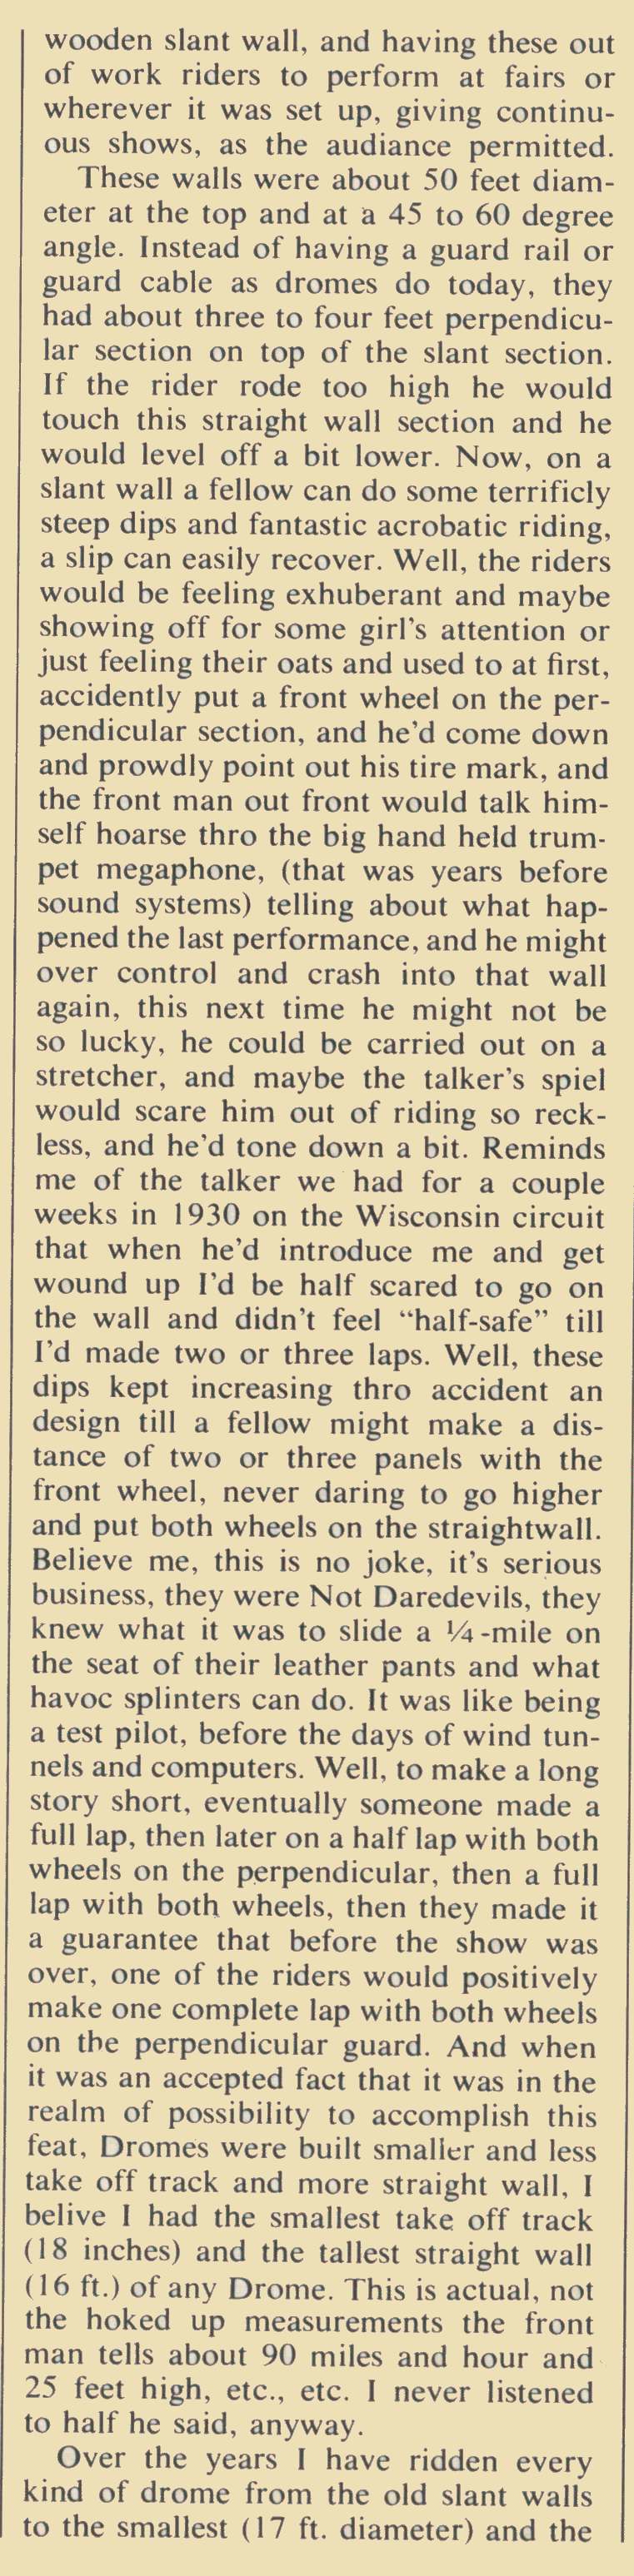 wooden slant wall, and having these out
of work riders to perform at fairs or
wherever it was set up, giving continu-
ous shows, as the audiance permitted.
These walls were about 50 feet diam-
eter at the top and at a 45 to 60 degree
angle. Instead of having a guard rail or
guard cable as dromes do today, they
had about three to four feet perpendicu-
lar section on top of the slant section.
If the rider rode too high he would
touch this straight wall section and he
would level off a bit lower. Now, on a
slant wall a fellow can do some terrificly
steep dips and fantastic acrobatic riding,
a slip can easily recover. Well, the riders
would be feeling exhuberant and maybe
showing off for some girl's attention or
just feeling their oats and used to at first,
accidently put a front wheel on the per-
pendicular section, and he'd come down
and prowdly point out his tire mark, and
the front man out front would talk him-
self hoarse thro the big hand held trum-
pet megaphone, (that was years before
sound systems) telling about what hap-
pened the last performance, and he might
over control and crash into that wall
again, this next time he might not be
so lucky, he could be carried out on a
stretcher, and maybe the talker's spiel
would scare him out of riding so reck-
less, and he'd tone down a bit. Reminds
me of the talker we had for a couple
weeks in 1930 on the Wisconsin circuit
that when he'd introduce me and get
wound up I'd be half scared to go on
the wall and didn't feel "half-safe" till
I'd made two or three laps. Well, these
dips kept increasing thro accident an
design till a fellow might make a dis-
tance of two or three panels with the
front wheel, never daring to go higher
and put both wheels on the straightwall.
Believe me, this is no joke, it's serious
business, they were Not Daredevils, they
knew what it was to slide a ¼-mile on
the seat of their leather pants and what
havoc splinters can do. It was like being
a test pilot, before the days of wind tun-
nels and computers. Well, to make a long
story short, eventually someone made a
full lap, then later on a half lap with both
wheels on the perpendicular, then a full
lap with both wheels, then they made it
a guarantee that before the show was
over, one of the riders would positively
make one complete lap with both wheels
on the perpendicular guard. And when
it was an accepted fact that it was in the
realm of possibility to accomplish this
feat, Dromes were built smaller and less
take off track and more straight wall, I
belive I had the smallest take off track
(18 inches) and the tallest straight wall
(16 ft.) of any Drome. This is actual, not
the hoked up measurements the front
man tells about 90 miles and hour and
25 feet high, etc., etc. I never listened
to half he said, anyway.
Over the years I have ridden every
kind of drome from the old slant walls
to the smallest (17 ft. diameter) and the